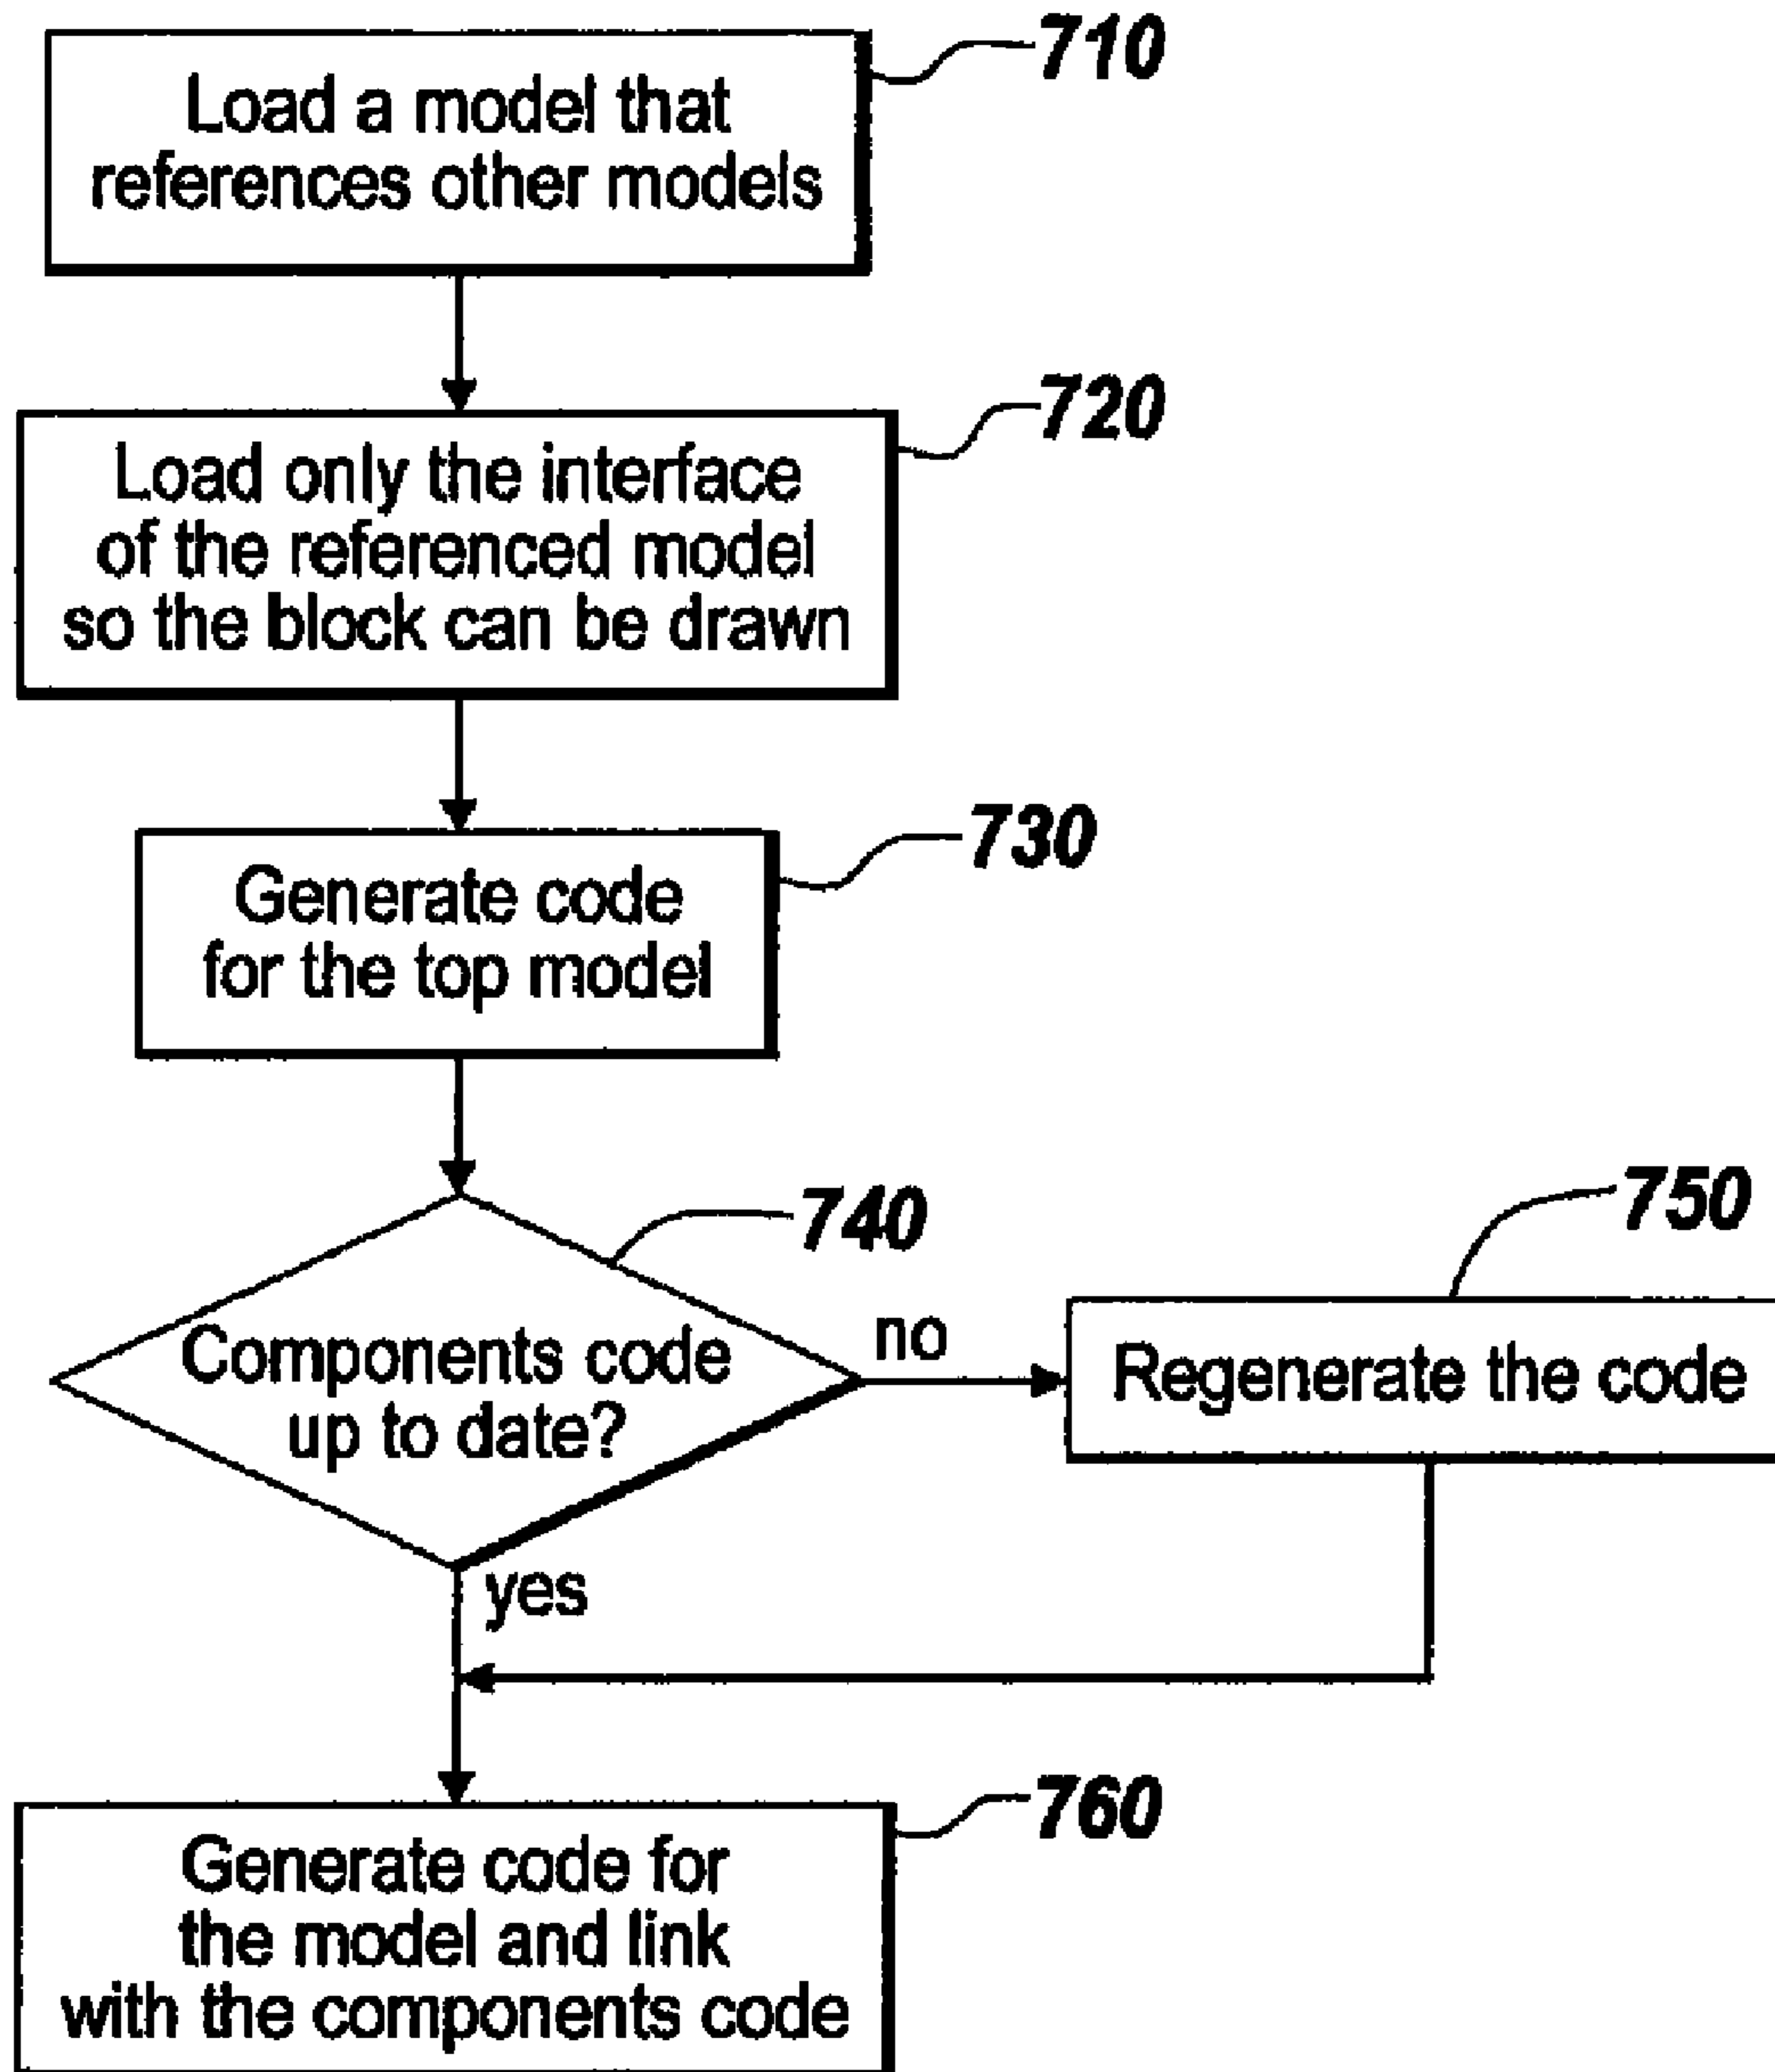 710
Load a model that
references other models
720
Load only the interface
of the referenced model
so the block can be drawn
730
Generate code
for the top model
740
750
Components code
up to date?
no
Regenerate the code
yes
760
Generate code for
the model and link
with the components code